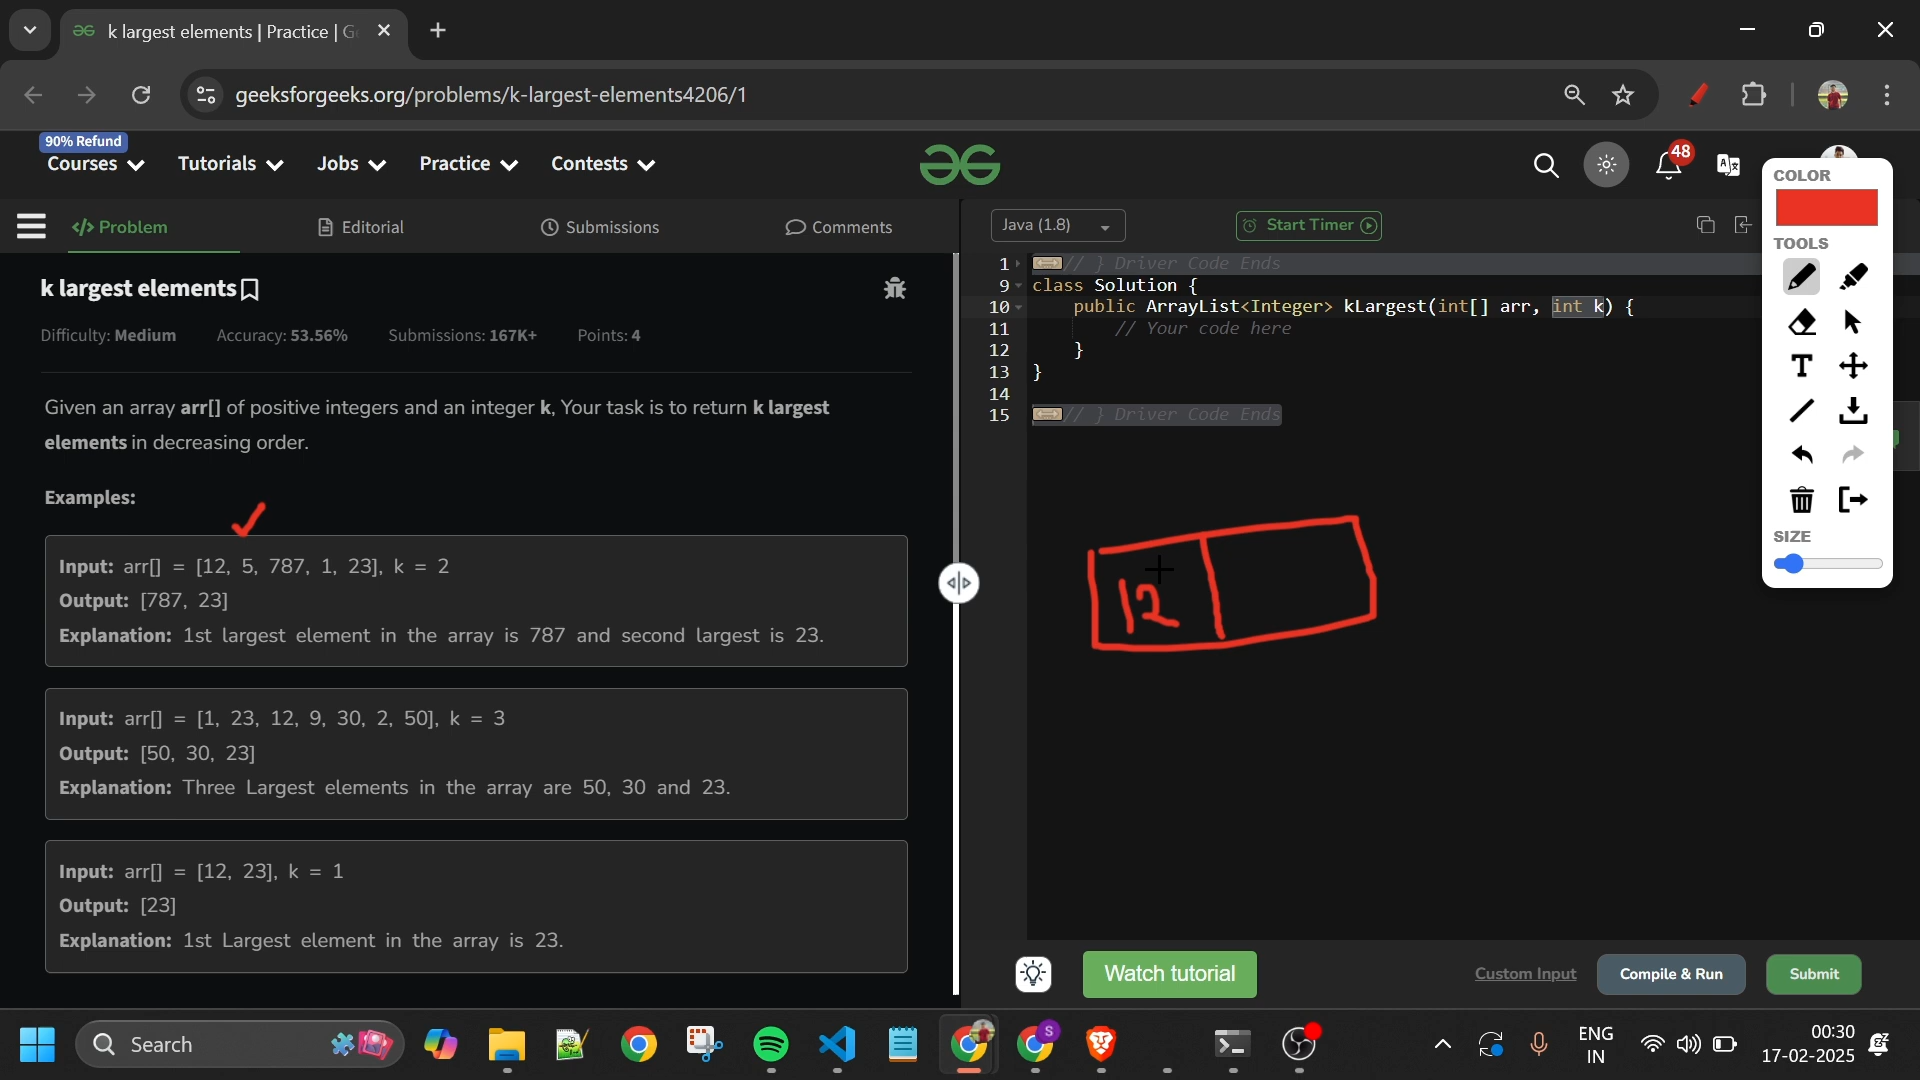 k largest elements | Practice | G
geeksforgeeks.org/problems/k-largest-elements4206/1
90% Refund
Courses
Tutorials
Jobs
Practice
Contests
48
Problem
Editorial
Submissions
Comments
Java (1.8)
Start Timer
COLOR
TOOLS
SIZE
k largest elements
Difficulty: Medium
Accuracy: 53.56%
Submissions: 167K+
Points: 4
Given an array arr[] of positive integers and an integer k, Your task is to return k largest
elements in decreasing order.
Examples:
Input: arr[] = [12, 5, 787, 1, 23], k = 2
Output: [787, 23]
Explanation: 1st largest element in the array is 787 and second largest is 23.
Input: arr[] = [1, 23, 12, 9, 30, 2, 50], k = 3
Output: [50, 30, 23]
Explanation: Three Largest elements in the array are 50, 30 and 23.
Input: arr[] = [12, 23], k = 1
Output: [23]
Explanation: 1st Largest element in the array is 23.
1 // } Driver Code Ends
9 class Solution {
10 public ArrayList<Integer> kLargest(int[] arr, int k) {
11 // Your code here
12 }
13 }
14
15 // } Driver Code Ends
12
Watch tutorial
Custom Input
Compile & Run
Submit
Search
S
ENG
IN
00:30
17-02-2025